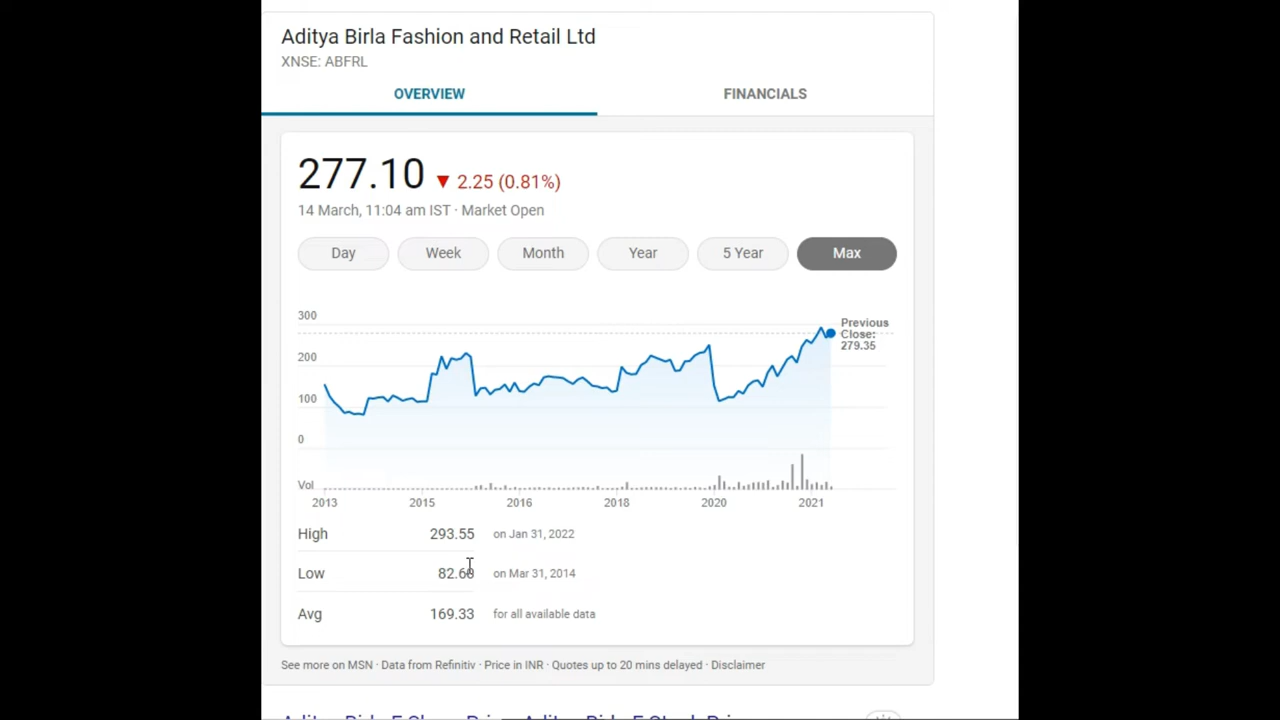 Aditya Birla Fashion and Retail Ltd
XNSE: ABFRL
OVERVIEW FINANCIALS
277.10 ▼ 2.25 (0.81%)
14 March, 11:04 am IST · Market Open
Day Week Month Year 5 Year Max
300
Previous
Close:
279.35
200
100
0
Vol
2013 2015 2016 2018 2020 2021
High 293.55 on Jan 31, 2022
Low 82.60 on Mar 31, 2014
Avg 169.33 for all available data
See more on MSN · Data from Refinitiv · Price in INR · Quotes up to 20 mins delayed · Disclaimer